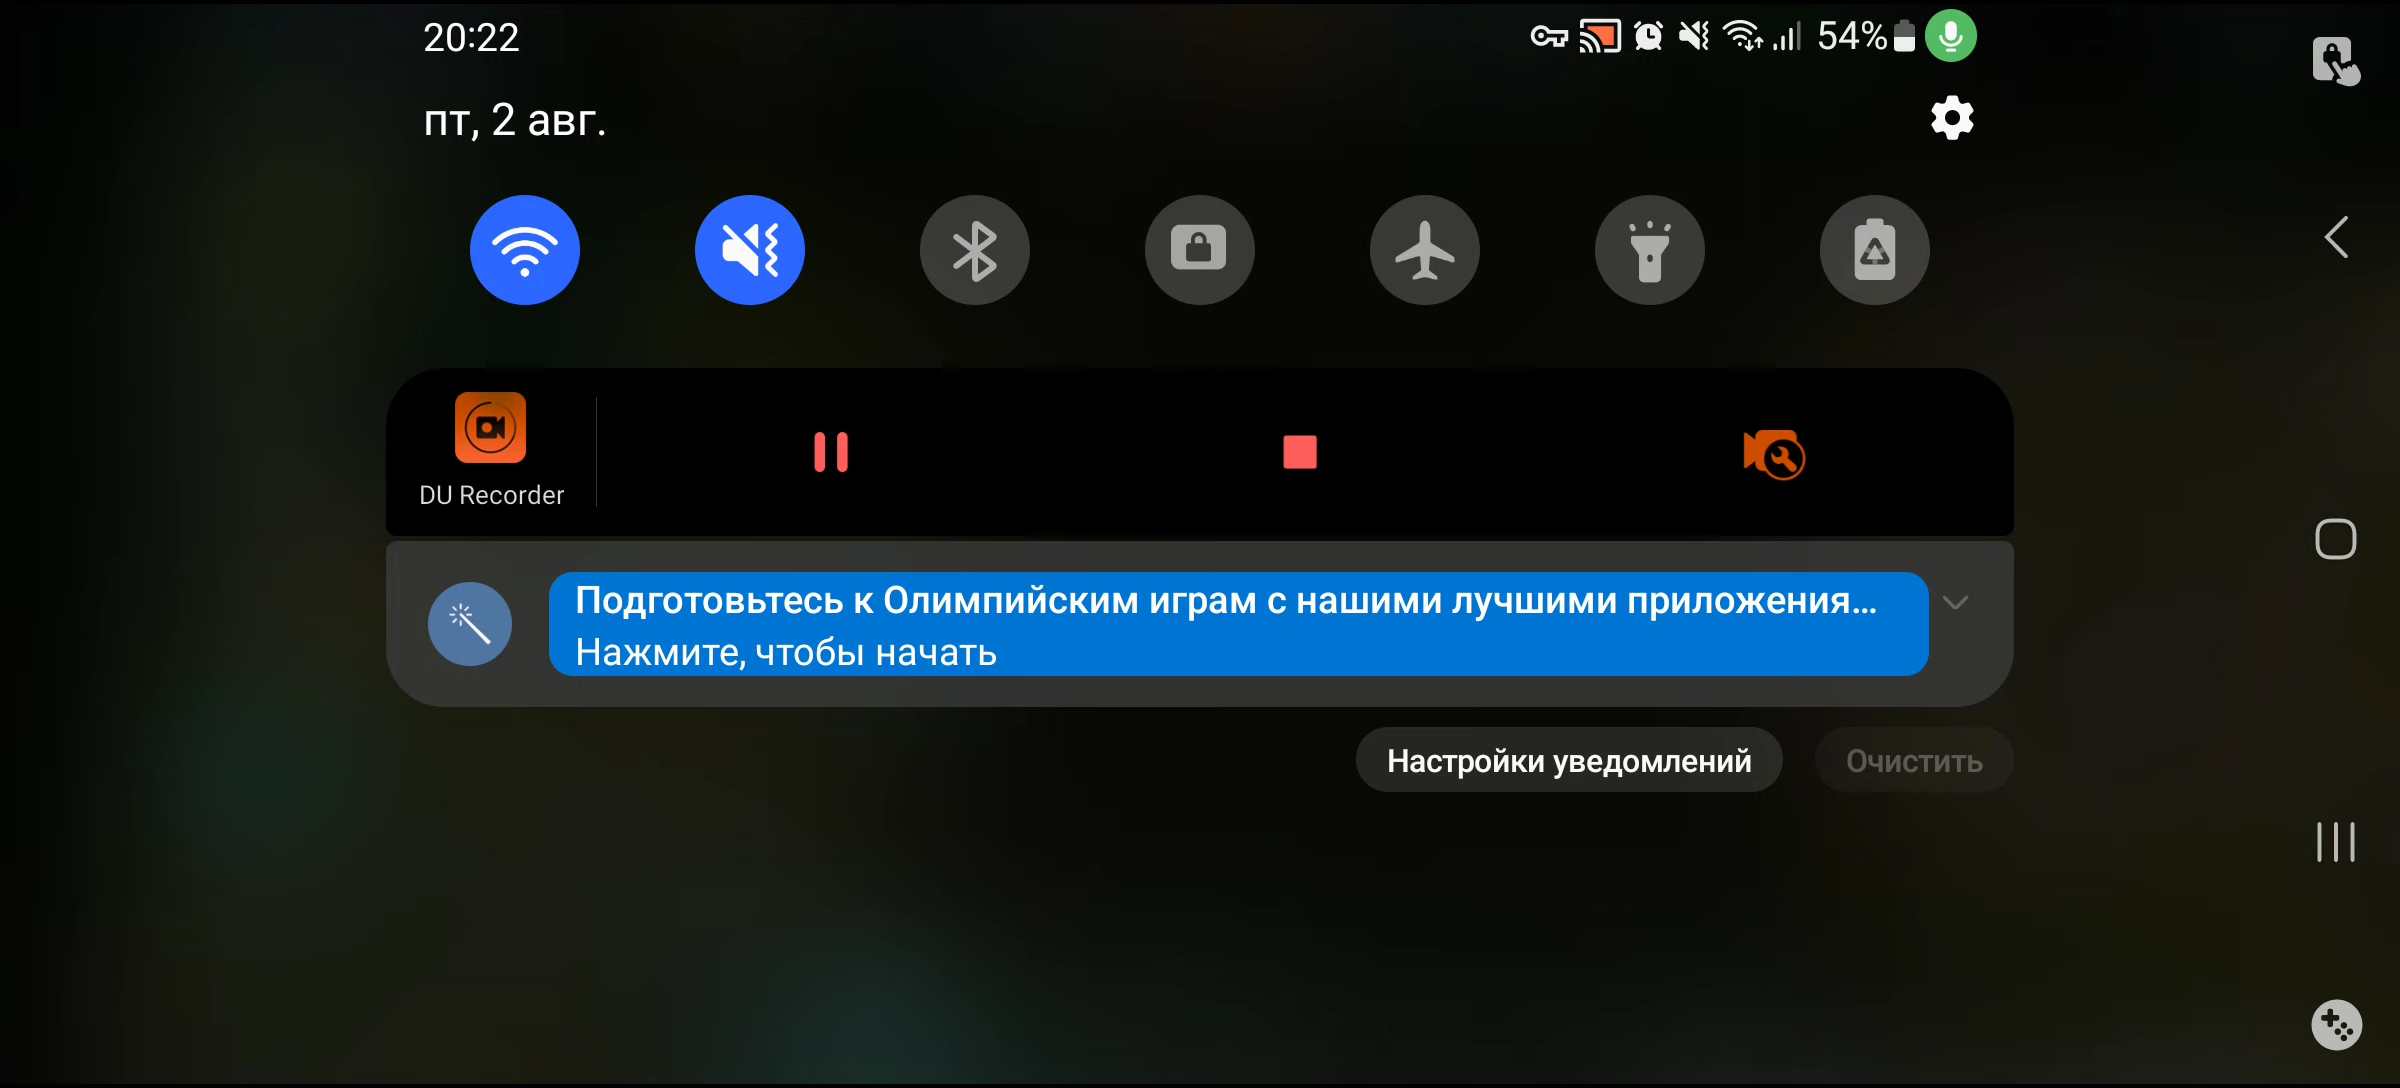 20:22
54%
пт, 2 авг.
DU Recorder
Подготовьтесь к Олимпийским играм с нашими лучшими приложения...
Нажмите, чтобы начать
Настройки уведомлений
Очистить